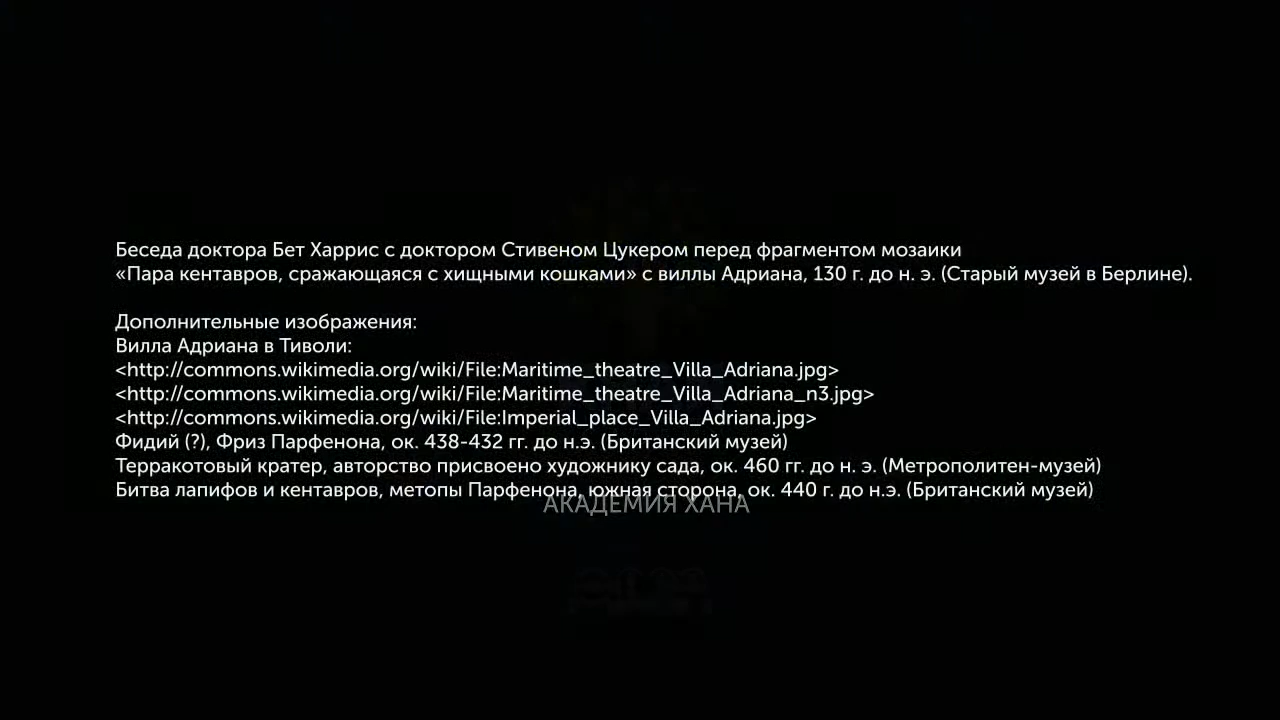 Беседа доктора Бет Харрис с доктором Стивеном Цукером перед фрагментом мозаики
«Пара кентавров, сражающаяся с хищными кошками» с виллы Адриана, 130 г. до н. э. (Старый музей в Берлине).
Дополнительные изображения:
Вилла Адриана в Тиволи:
<http://commons.wikimedia.org/wiki/File:Maritime_theatre_Villa_Adriana.jpg>
<http://commons.wikimedia.org/wiki/File:Maritime_theatre_Villa_Adriana_n3.jpg>
<http://commons.wikimedia.org/wiki/File:Imperial_place_Villa_Adriana.jpg>
Фидий (?), Фриз Парфенона, ок. 438-432 гг. до н.э. (Британский музей)
Терракотовый кратер, авторство присвоено художнику сада, ок. 460 гг. до н. э. (Метрополитен-музей)
Битва лапифов и кентавров, метопы Парфенона, южная сторона, ок. 440 г. до н.э. (Британский музей)
АКАДЕМИЯ ХАНА